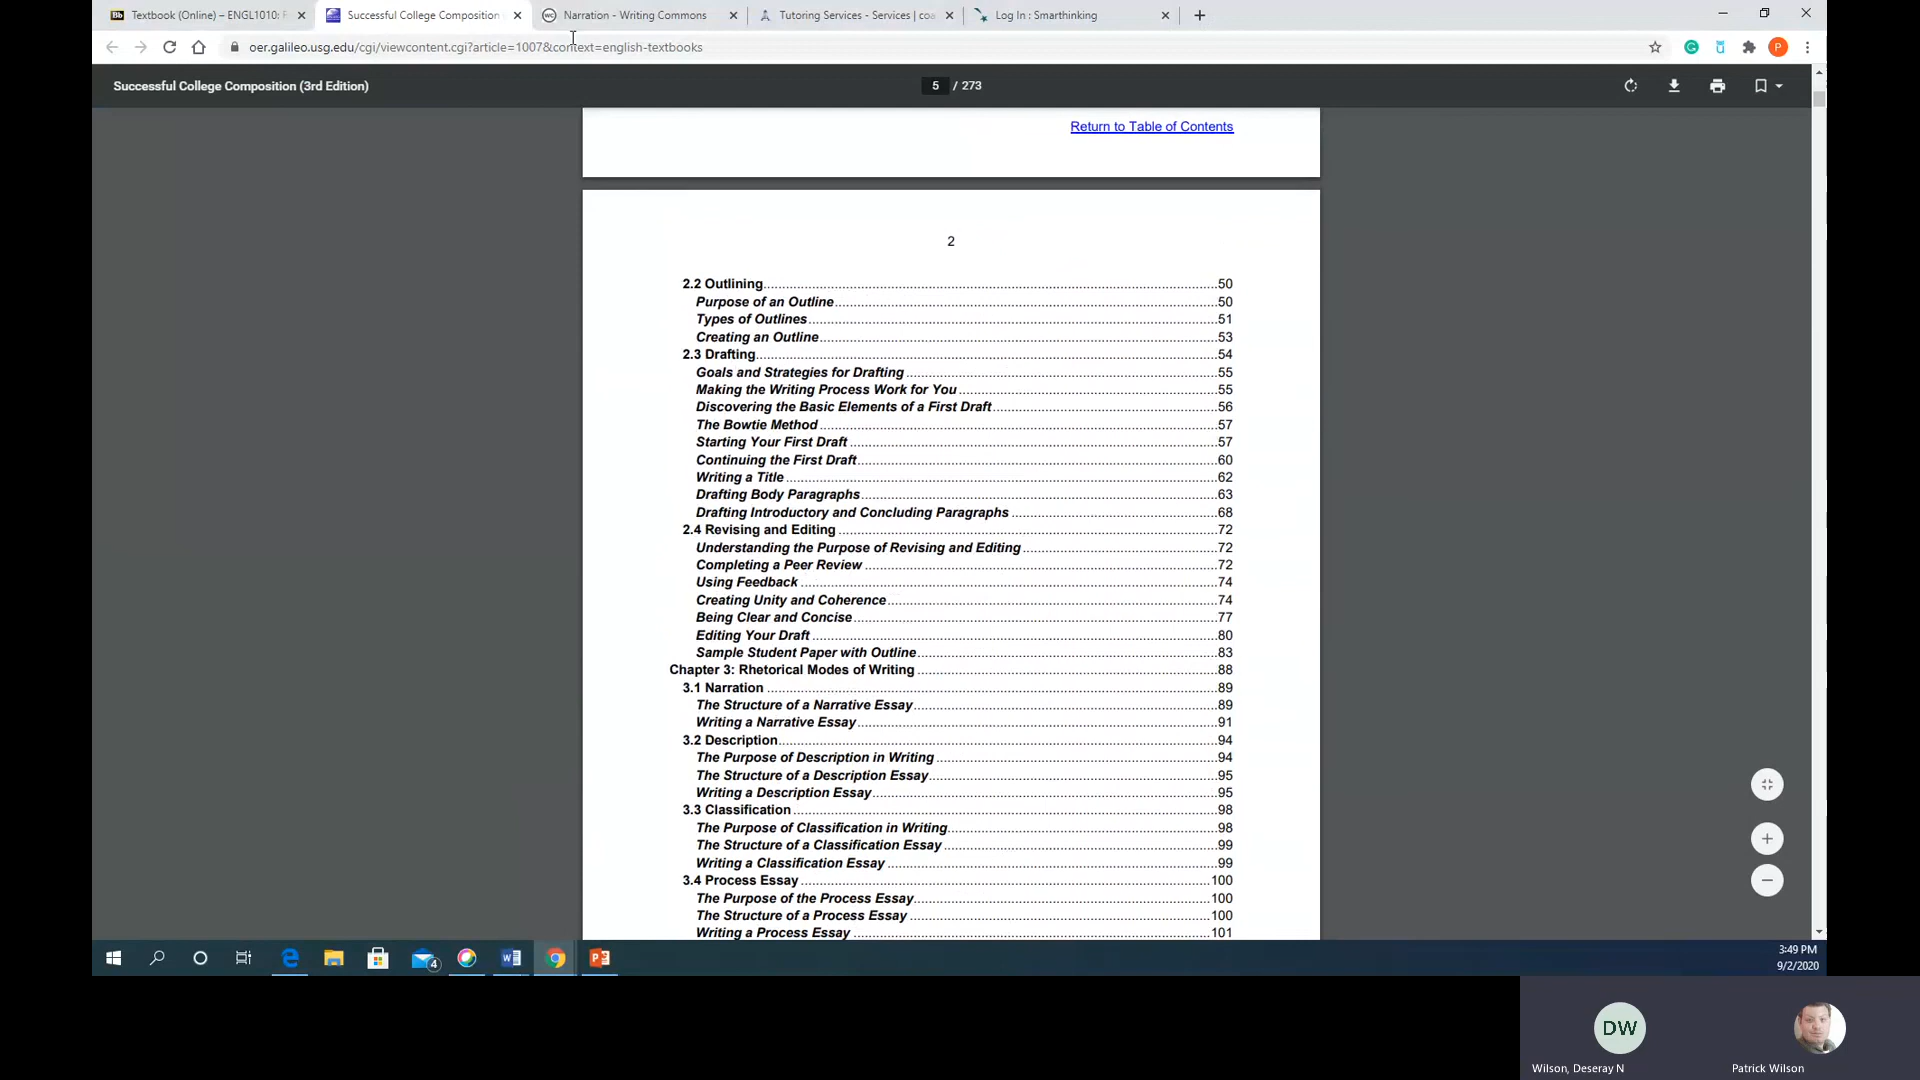 Textbook (Online) – ENGL1010:
Successful College Composition
Narration - Writing Commons
Tutoring Services - Services | coa
Log In : Smarthinking
oer.galileo.usg.edu/cgi/viewcontent.cgi?article=1007&context=english-textbooks
P
Successful College Composition (3rd Edition)
5 / 273
Return to Table of Contents
2
2.2 Outlining 50
Purpose of an Outline 50
Types of Outlines 51
Creating an Outline 53
2.3 Drafting 54
Goals and Strategies for Drafting 55
Making the Writing Process Work for You 55
Discovering the Basic Elements of a First Draft 56
The Bowtie Method 57
Starting Your First Draft 57
Continuing the First Draft 60
Writing a Title 62
Drafting Body Paragraphs 63
Drafting Introductory and Concluding Paragraphs 68
2.4 Revising and Editing 72
Understanding the Purpose of Revising and Editing 72
Completing a Peer Review 72
Using Feedback 74
Creating Unity and Coherence 74
Being Clear and Concise 77
Editing Your Draft 80
Sample Student Paper with Outline 83
Chapter 3: Rhetorical Modes of Writing 88
3.1 Narration 89
The Structure of a Narrative Essay 89
Writing a Narrative Essay 91
3.2 Description 94
The Purpose of Description in Writing 94
The Structure of a Description Essay 95
Writing a Description Essay 95
3.3 Classification 98
The Purpose of Classification in Writing 98
The Structure of a Classification Essay 99
Writing a Classification Essay 99
3.4 Process Essay 100
The Purpose of the Process Essay 100
The Structure of a Process Essay 100
Writing a Process Essay 101
4
3:49 PM
9/2/2020
DW
Wilson, Deseray N
Patrick Wilson